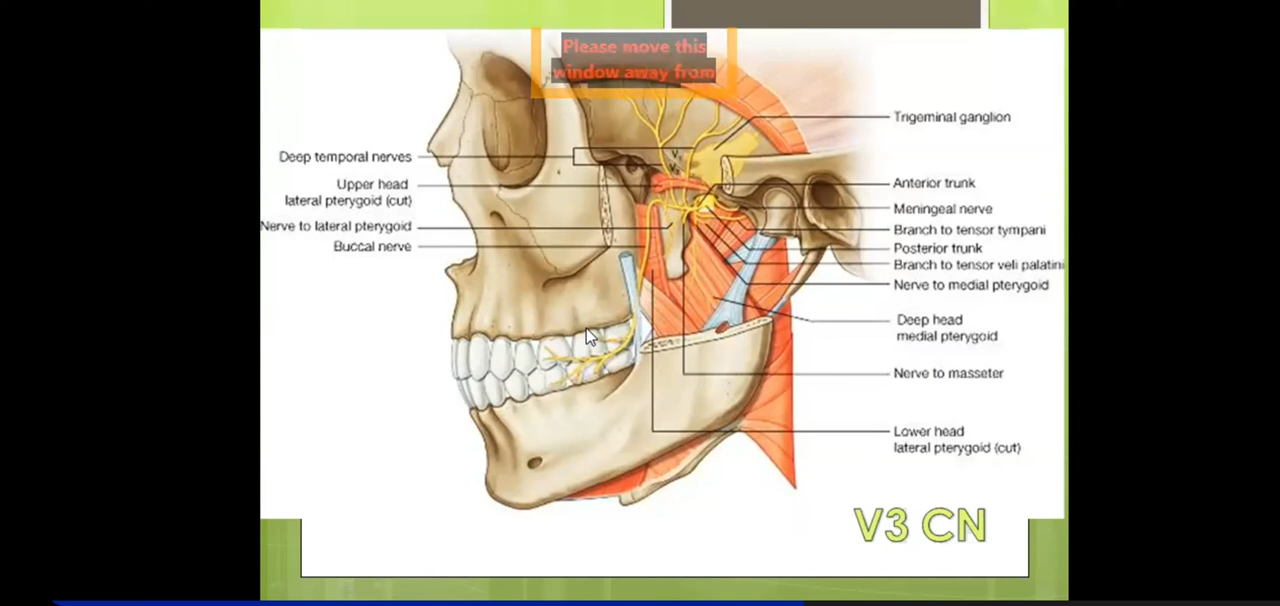 Please move this
window away from
Deep temporal nerves
Upper head
lateral pterygoid (cut)
Nerve to lateral pterygoid
Buccal nerve
Trigeminal ganglion
Anterior trunk
Meningeal nerve
Branch to tensor tympani
Posterior trunk
Branch to tensor veli palatini
Nerve to medial pterygoid
Deep head
medial pterygoid
Nerve to masseter
Lower head
lateral pterygoid (cut)
V3 CN